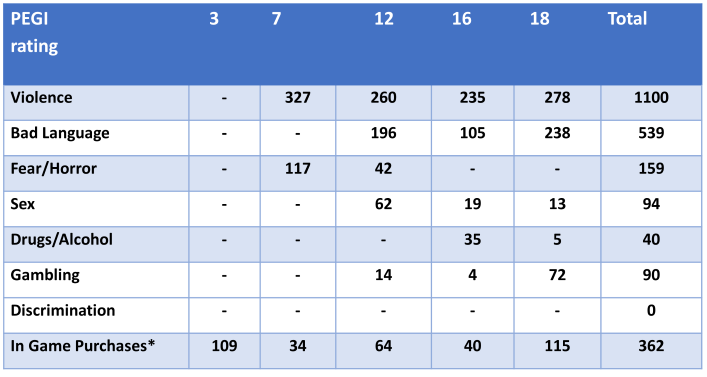 PEGI rating 3 7 12 16 18 Total
Violence - 327 260 235 278 1100
Bad Language - - 196 105 238 539
Fear/Horror - 117 42 - - 159
Sex - - 62 19 13 94
Drugs/Alcohol - - - 35 5 40
Gambling - - 14 4 72 90
Discrimination - - - - - 0
In Game Purchases* 109 34 64 40 115 362